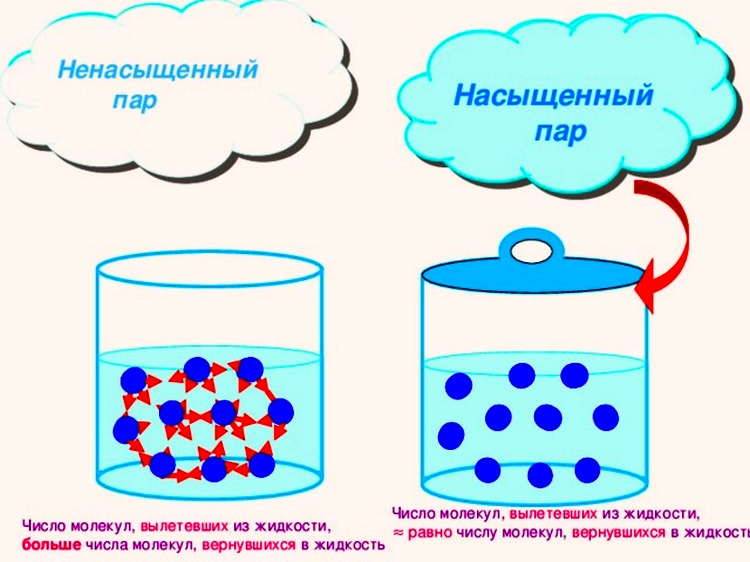 Ненасыщенный
пар
Насыщенный
пар
Число молекул, вылетевших из жидкости,
больше числа молекул, вернувшихся в жидкость
Число молекул, вылетевших из жидкости,
≈ равно числу молекул, вернувшихся в жидкость